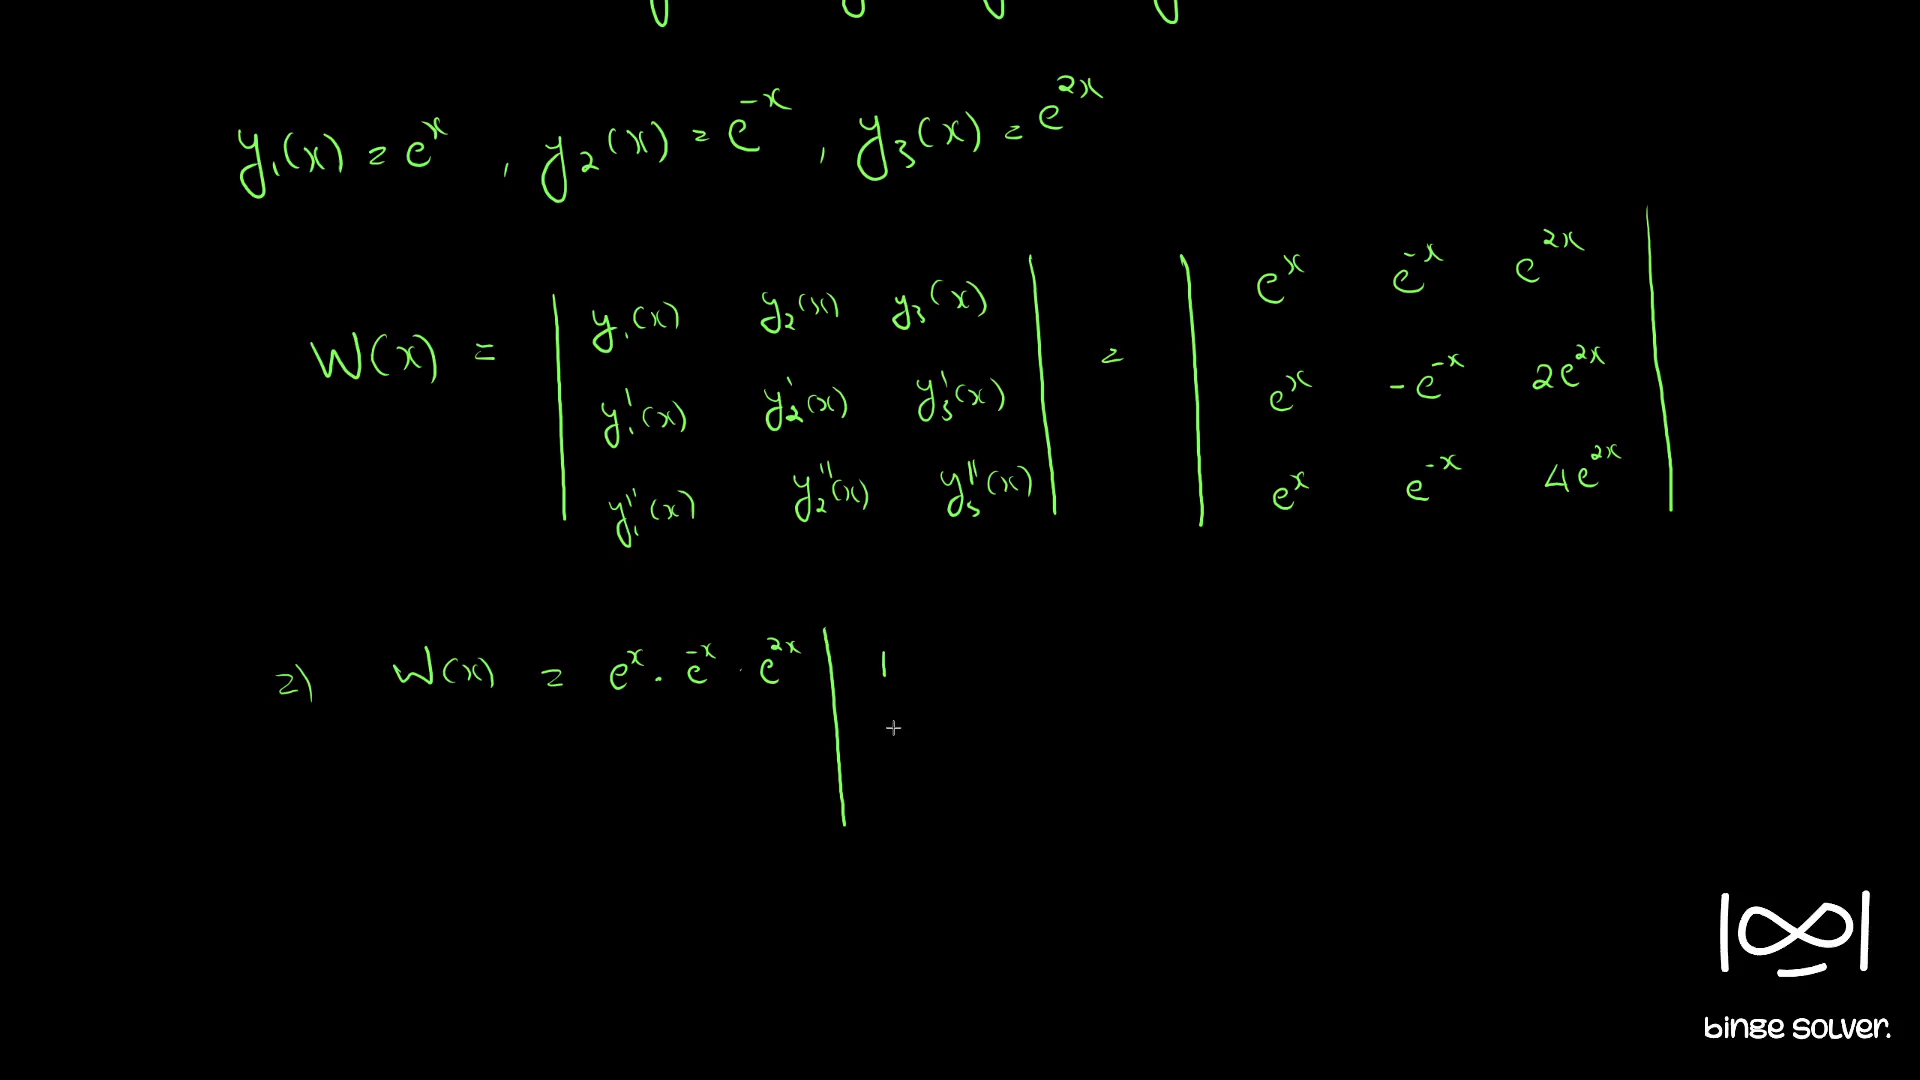 y₁(x) = eˣ , y₂(x) = e⁻ˣ , y₃(x) = e²ˣ
W(x) = | y₁(x) y₂(x) y₃(x) | = | eˣ e⁻ˣ e²ˣ |
| y₁'(x) y₂'(x) y₃'(x) | | eˣ -e⁻ˣ 2e²ˣ |
| y₁''(x) y₂''(x) y₃''(x) | | eˣ e⁻ˣ 4e²ˣ |
=) W(x) = eˣ . e⁻ˣ . e²ˣ | 1
binge solver.